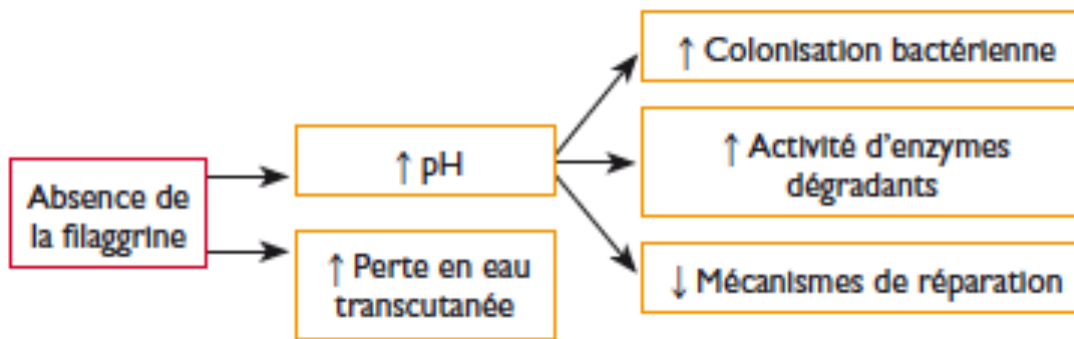 Absence de
la filaggrine
↑ pH
↑ Perte en eau
transcutanée
↑ Colonisation bactérienne
↑ Activité d'enzymes
dégradants
↓ Mécanismes de réparation